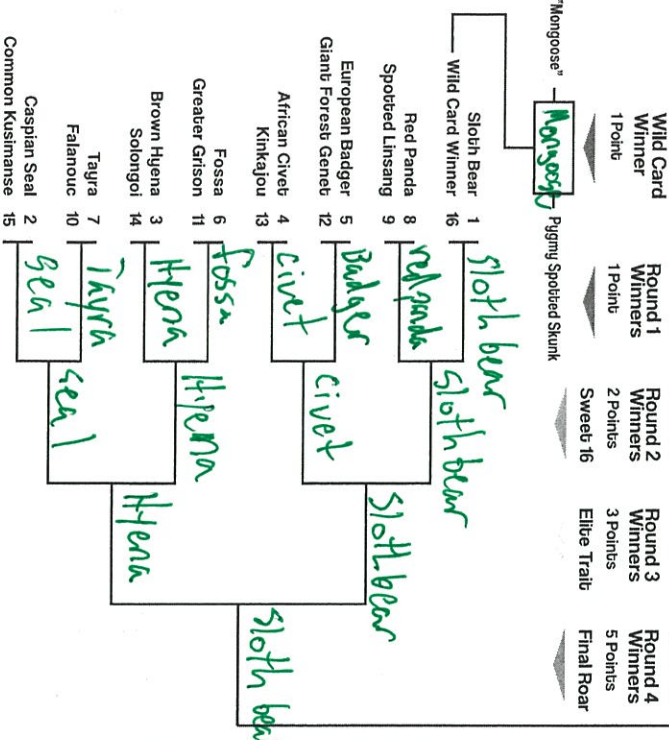 Wild Card
Winner
1 Point
Round 1
Winners
1 Point
Round 2
Winners
2 Points
Sweet 16
Round 3
Winners
3 Points
Elite Trait
Round 4
Winners
5 Points
Final Roar
"Mongoose"
Mongoose
Pygmy Spotted Skunk
Sloth Bear 1
Wild Card Winner 16
Sloth bear
Red Panda 8
Spotted Linsang 9
red panda
Sloth bear
European Badger 5
Giant Forest Genet 12
Badger
African Civet 4
Kinkajou 13
Civet
Civet
Sloth bear
Fossa 6
Greater Grison 11
fossa
Brown Hyena 3
Solongoi 14
Hyena
Hyena
Tayra 7
Falanouc 10
Tayra
Caspian Seal 2
Common Kusimanse 15
Seal
Seal
Hyena
Sloth bea